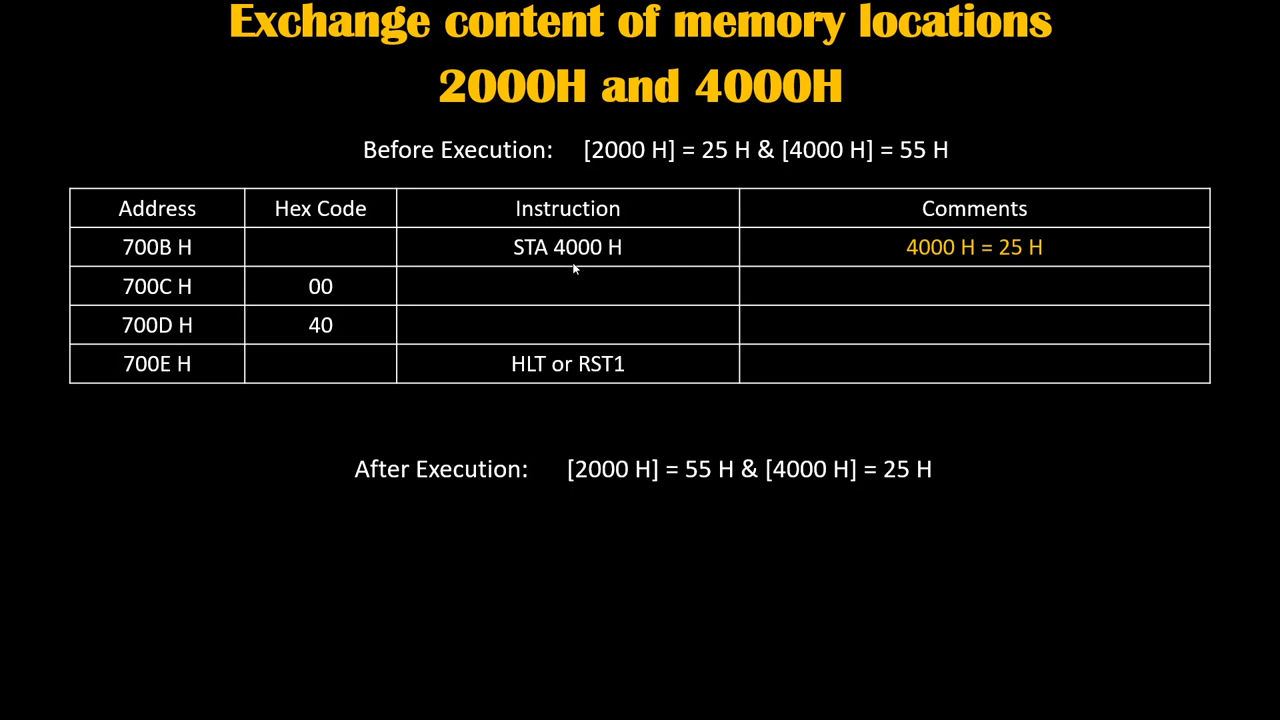 Exchange content of memory locations
2000H and 4000H
Before Execution: [2000 H] = 25 H & [4000 H] = 55 H
Address Hex Code Instruction Comments
700B H STA 4000 H 4000 H = 25 H
700C H 00
700D H 40
700E H HLT or RST1
After Execution: [2000 H] = 55 H & [4000 H] = 25 H